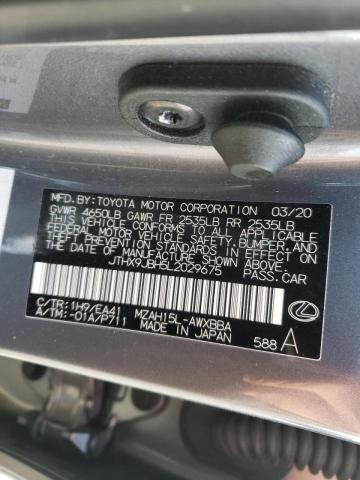 MFD.BY:TOYOTA MOTOR CORPORATION 03/20
GVWR 4650LB GAWR FR 2535LB RR 2535LB
THIS VEHICLE CONFORMS TO ALL APPLICABLE
FEDERAL MOTOR VEHICLE SAFETY, BUMPER, AND
THEFT PREVENTION STANDARDS IN EFFECT ON THE
DATE OF MANUFACTURE SHOWN ABOVE.
JTHX9JBH5L2029675 PASS.CAR
C/TR:1H9/EA41 MZAH15L-AWXBBA
A/TM:-01A/P711 MADE IN JAPAN 588 A